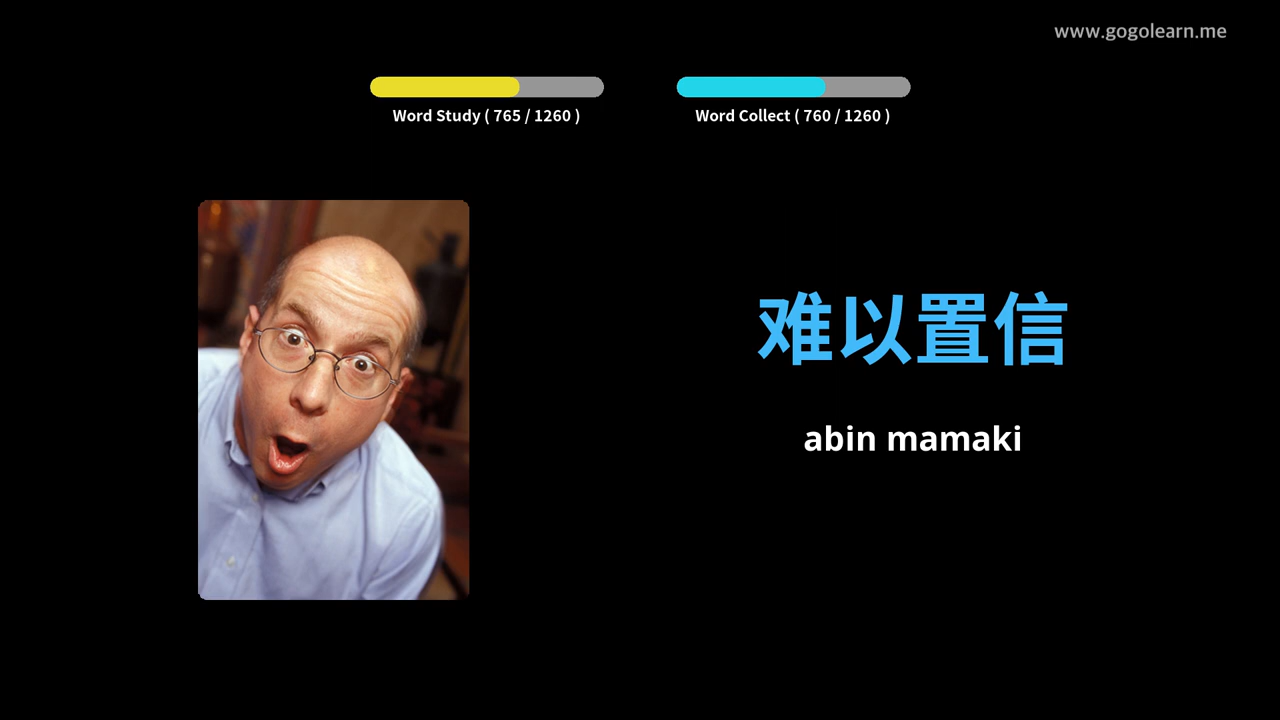 www.gogolearn.me
Word Study ( 765 / 1260 )
Word Collect ( 760 / 1260 )
难以置信
abin mamaki